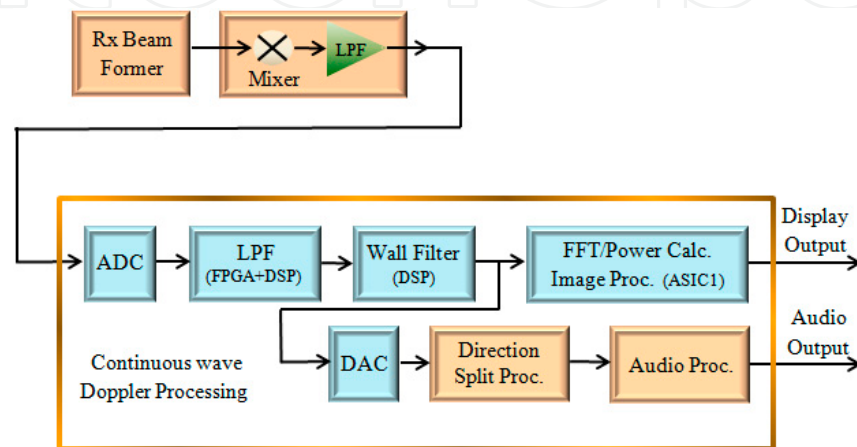 Rx Beam
Former
LPF
Mixer
ADC
LPF
(FPGA+DSP)
Wall Filter
(DSP)
FFT/Power Calc.
Image Proc. (ASIC1)
Display
Output
DAC
Direction
Split Proc.
Audio Proc.
Audio
Output
Continuous wave
Doppler Processing